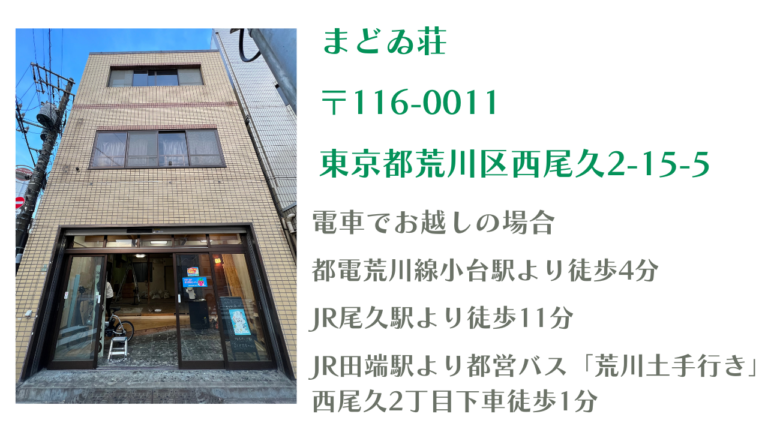 まどゐ荘
〒116-0011
東京都荒川区西尾久2-15-5
電車でお越しの場合
都電荒川線小台駅より徒歩4分
JR尾久駅より徒歩11分
JR田端駅より都営バス「荒川土手行き」
西尾久2丁目下車徒歩1分